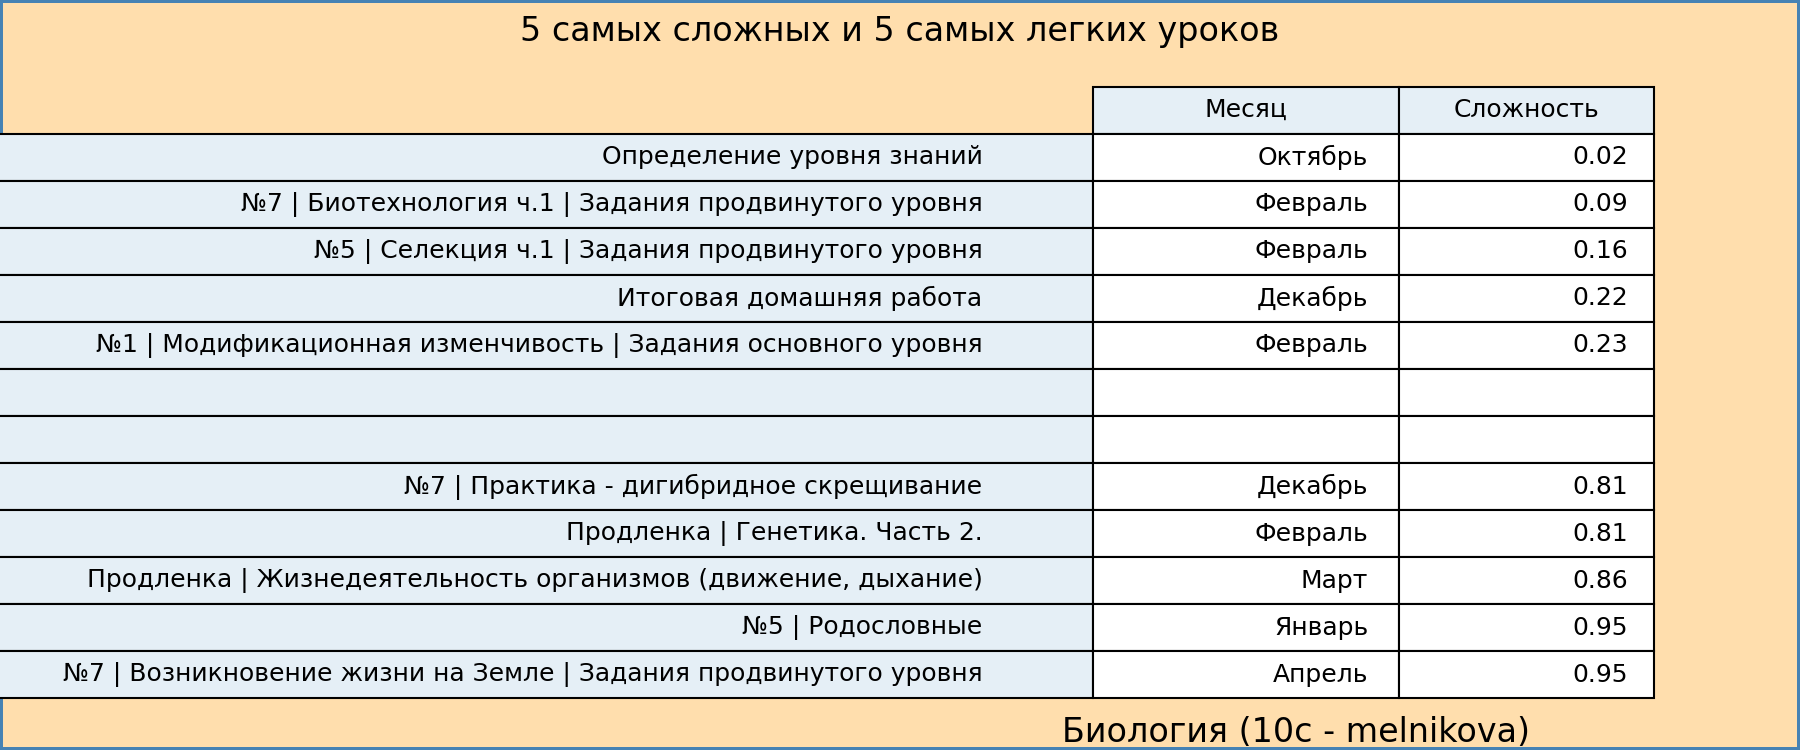 5 самых сложных и 5 самых легких уроков
Месяц Сложность
Определение уровня знаний Октябрь 0.02
№7 | Биотехнология ч.1 | Задания продвинутого уровня Февраль 0.09
№5 | Селекция ч.1 | Задания продвинутого уровня Февраль 0.16
Итоговая домашняя работа Декабрь 0.22
№1 | Модификационная изменчивость | Задания основного уровня Февраль 0.23
№7 | Практика - дигибридное скрещивание Декабрь 0.81
Продленка | Генетика. Часть 2. Февраль 0.81
Продленка | Жизнедеятельность организмов (движение, дыхание) Март 0.86
№5 | Родословные Январь 0.95
№7 | Возникновение жизни на Земле | Задания продвинутого уровня Апрель 0.95
Биология (10c - melnikova)